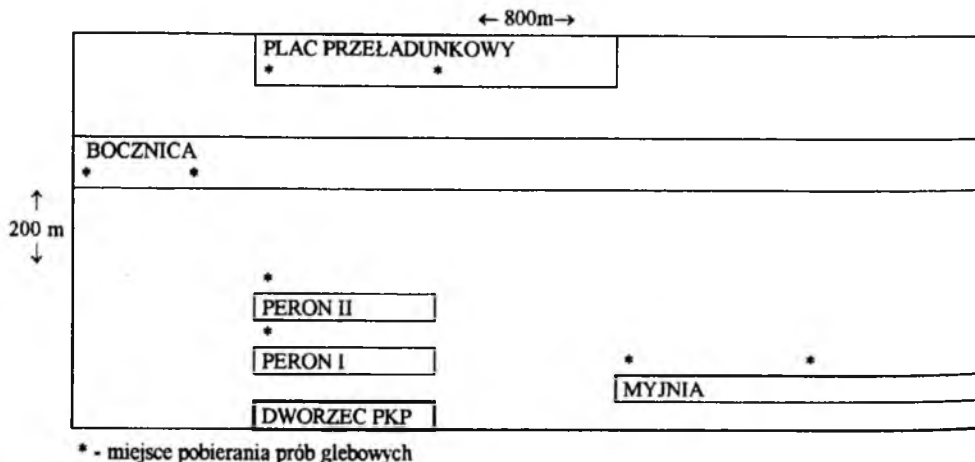 ← 800m→
PLAC PRZEŁADUNKOWY
* *
BOCZNICA
* *
↑
200 m
↓
*
PERON II
*
PERON I
* *
MYJNIA
DWORZEC PKP
* - miejsce pobierania prób glebowych